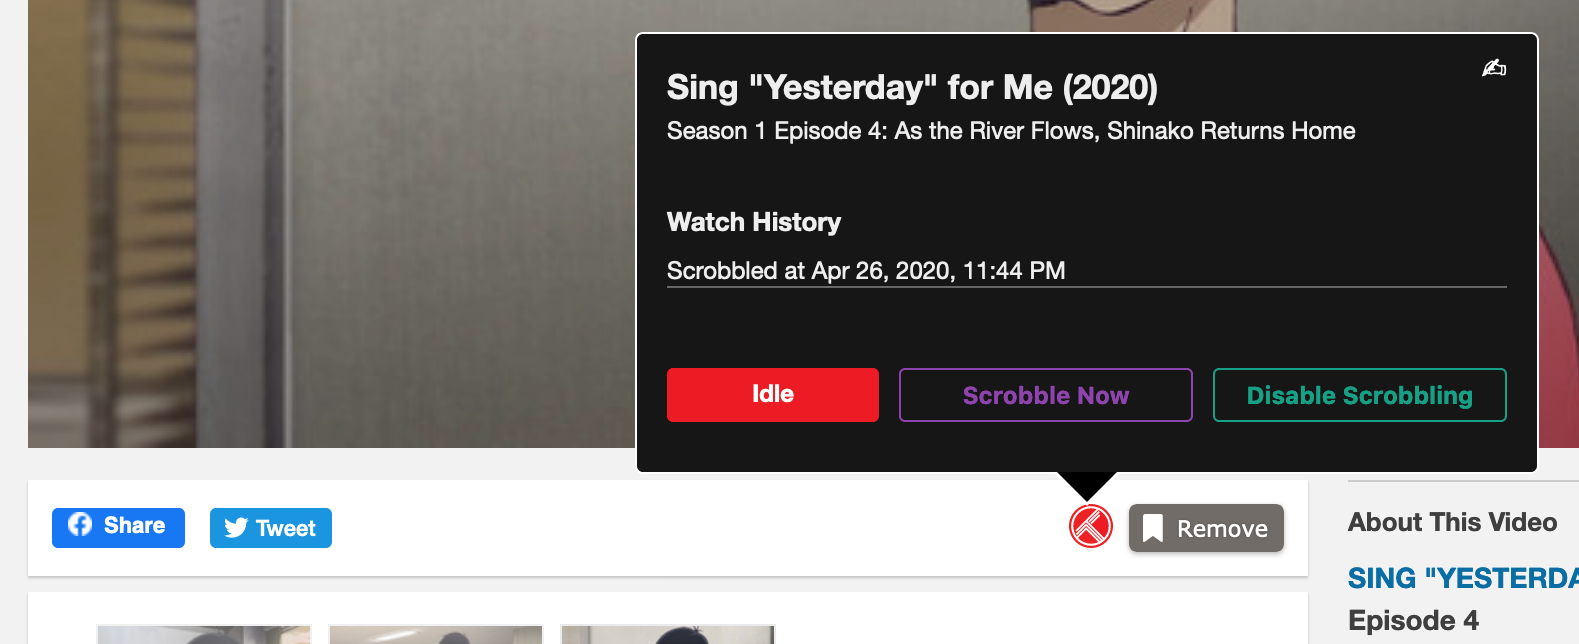 Sing "Yesterday" for Me (2020)
Season 1 Episode 4: As the River Flows, Shinako Returns Home
Watch History
Scrobbled at Apr 26, 2020, 11:44 PM
Idle
Scrobble Now
Disable Scrobbling
Share
Tweet
Remove
About This Video
SING "YESTERDA
Episode 4